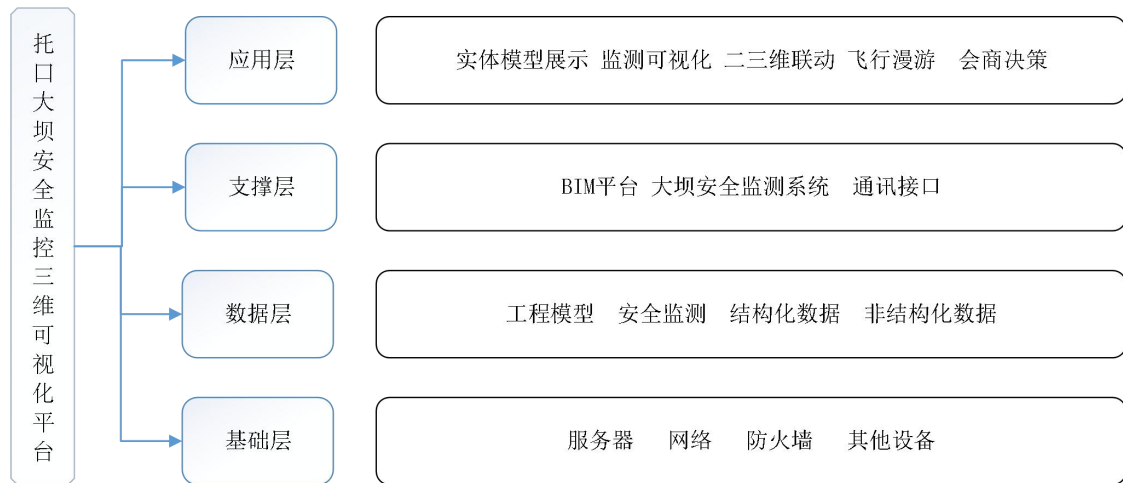 托口大坝安全监控三维可视化平台
应用层
实体模型展示 监测可视化 二三维联动 飞行漫游 会商决策
支撑层
BIM平台 大坝安全监测系统 通讯接口
数据层
工程模型 安全监测 结构化数据 非结构化数据
基础层
服务器 网络 防火墙 其他设备